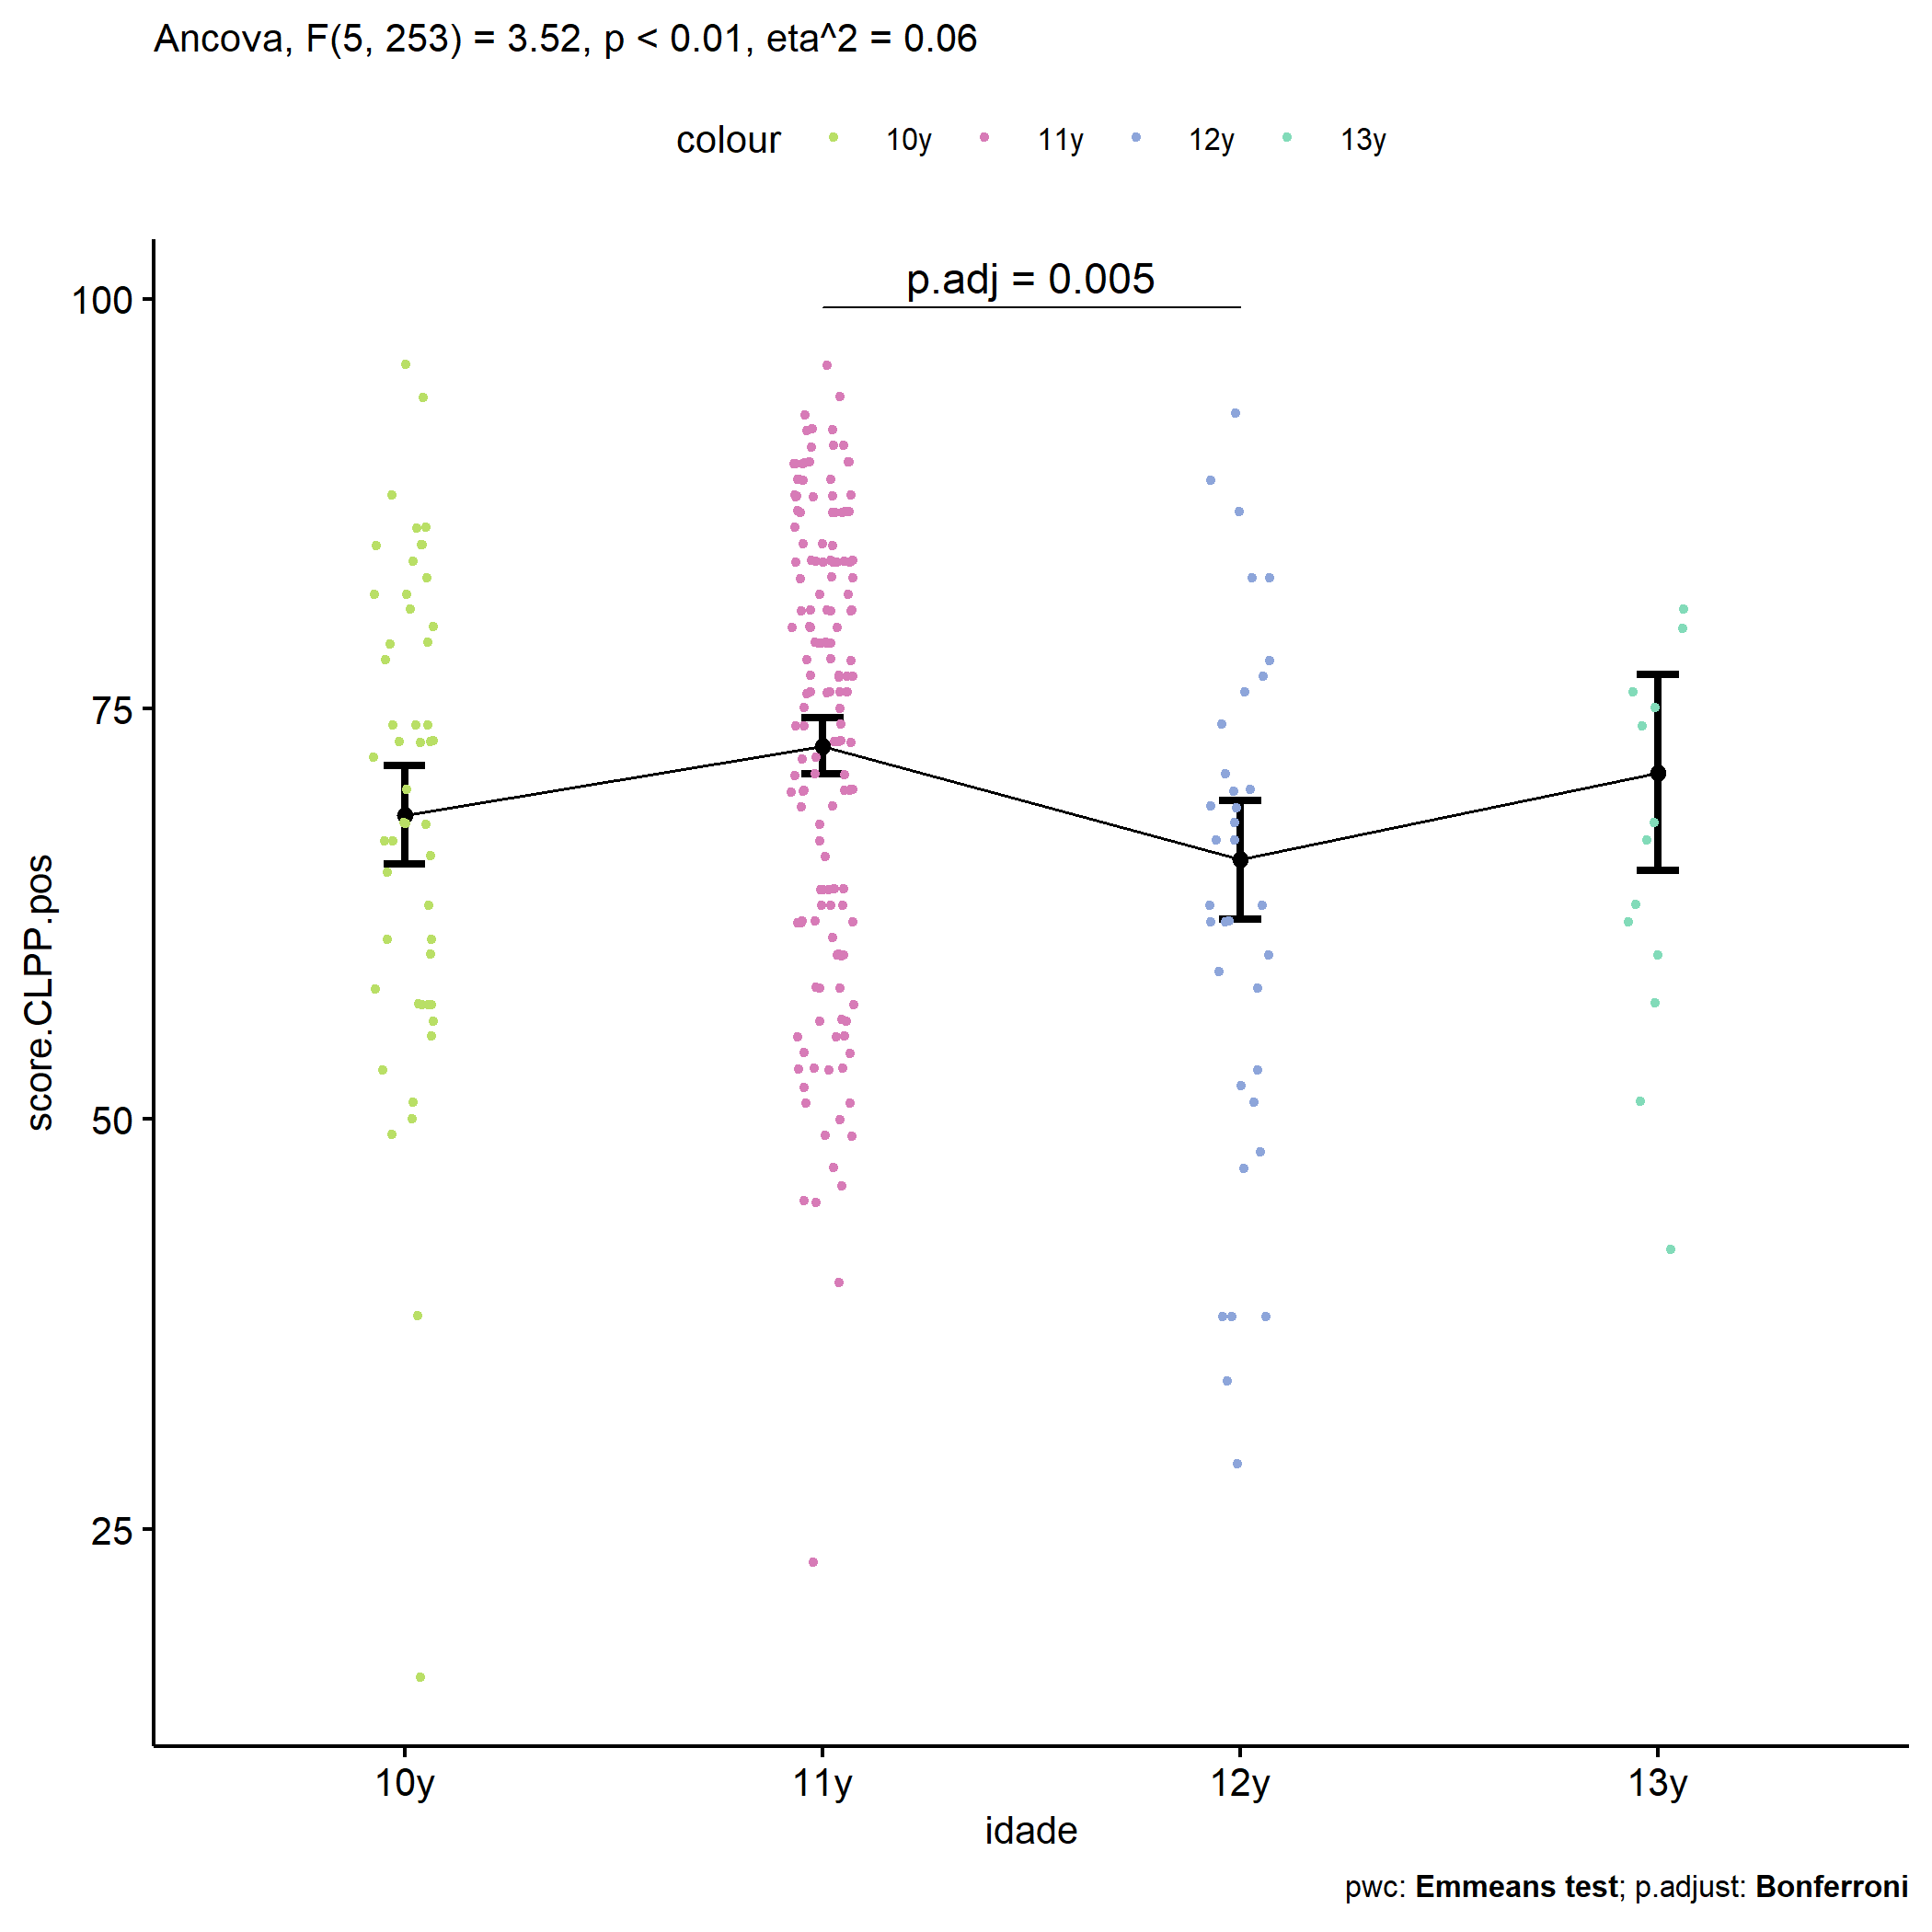 Ancova, F(5, 253) = 3.52, p < 0.01, eta^2 = 0.06
colour 10y 11y 12y 13y
p.adj = 0.005
100
75
50
25
score.CLPP.pos
10y 11y 12y 13y
idade
pwc: Emmeans test; p.adjust: Bonferroni